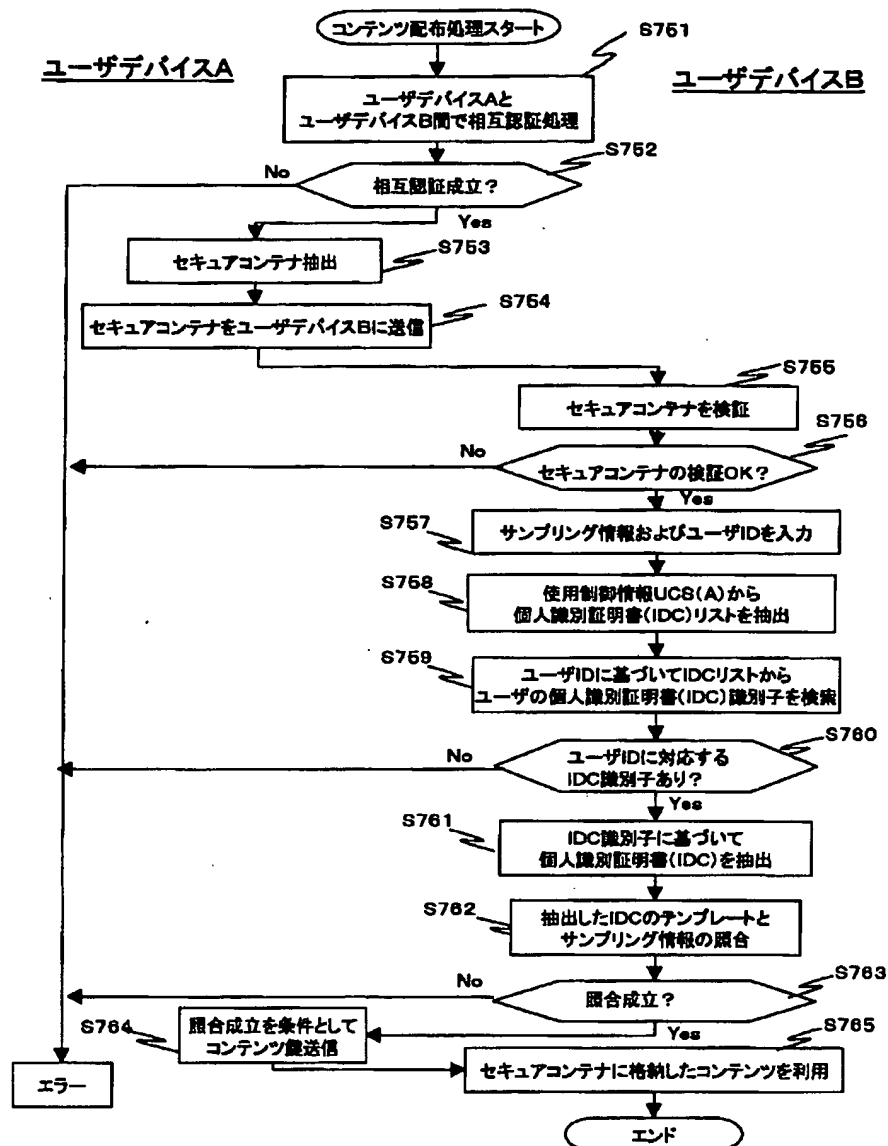 コンテンツ配布処理スタート
S751
ユーザデバイスA
ユーザデバイスB
ユーザデバイスAと
ユーザデバイスB間で相互認証処理
S752
No
相互認証成立？
Yes
S753
セキュアコンテナ抽出
S754
セキュアコンテナをユーザデバイスBに送信
S755
セキュアコンテナを検証
S756
No
セキュアコンテナの検証OK？
Yes
S757
サンプリング情報およびユーザIDを入力
S758
使用制御情報UCS(A)から
個人識別証明書(IDC)リストを抽出
S759
ユーザIDに基づいてIDCリストから
ユーザの個人識別証明書(IDC)識別子を検索
S760
No
ユーザIDに対応する
IDC識別子あり？
Yes
S761
IDC識別子に基づいて
個人識別証明書(IDC)を抽出
S762
抽出したIDCのテンプレートと
サンプリング情報の照合
S763
No
照合成立？
Yes
S764
照合成立を条件として
コンテンツ鍵送信
S765
セキュアコンテナに格納したコンテンツを利用
エラー
エンド